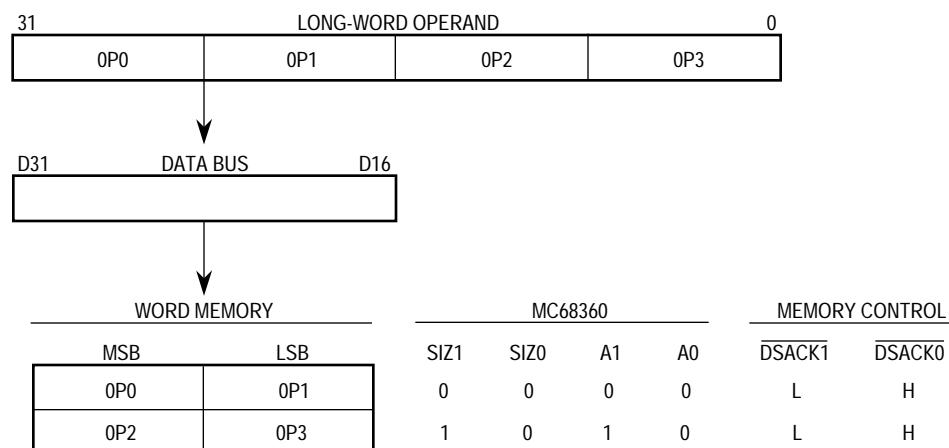 31 LONG-WORD OPERAND 0
0P0 0P1 0P2 0P3
D31 DATA BUS D16
WORD MEMORY MC68360 MEMORY CONTROL
MSB LSB SIZ1 SIZ0 A1 A0 DSACK1 DSACK0
0P0 0P1 0 0 0 0 L H
0P2 0P3 1 0 1 0 L H